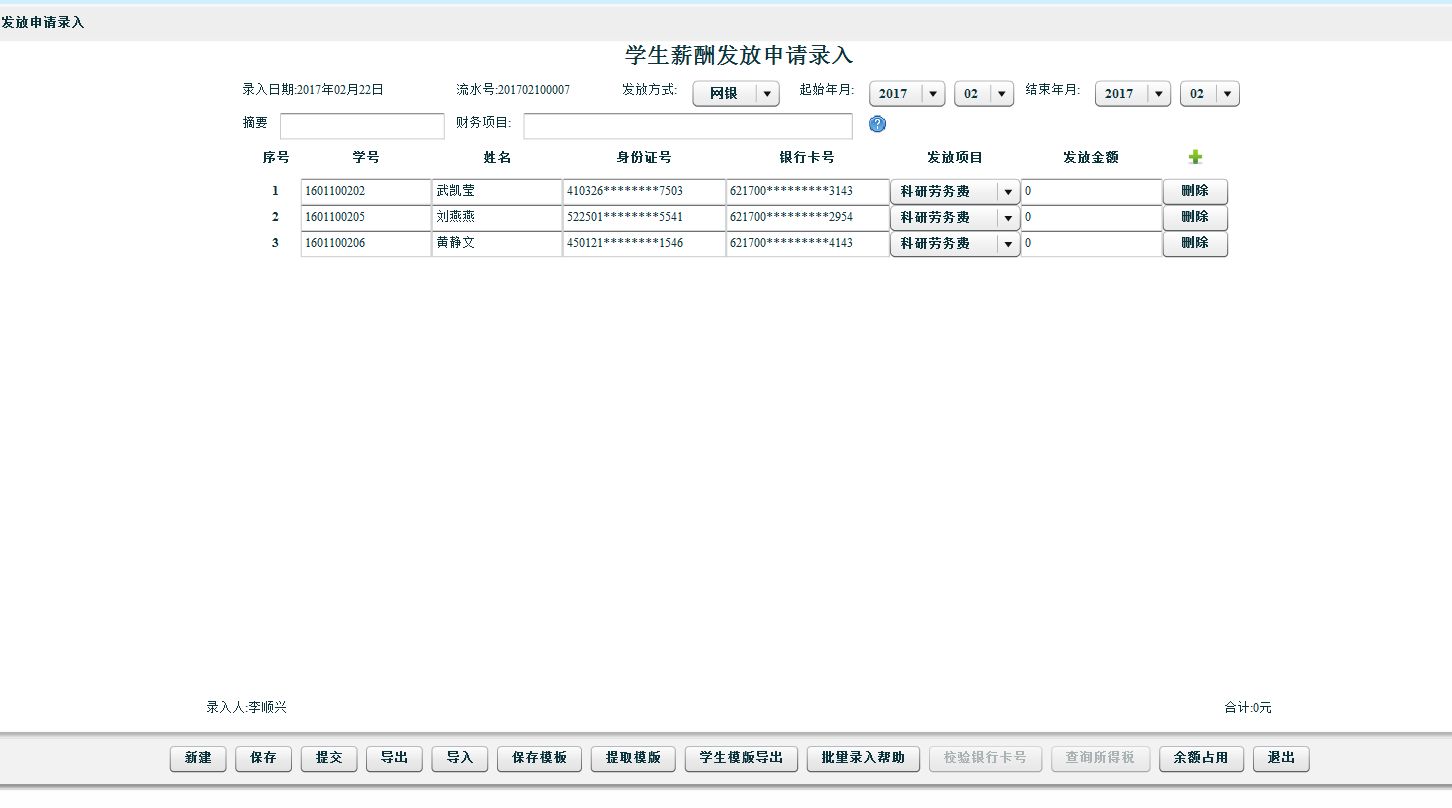 发放申请录入
学生薪酬发放申请录入
录入日期:2017年02月22日 流水号:201702100007 发放方式: 网银 起始年月: 2017 02 结束年月: 2017 02
摘要 财务项目: ?
序号 学号 姓名 身份证号 银行卡号 发放项目 发放金额
1 1601100202 武凯莹 410326********7503 621700*********3143 科研劳务费 0 删除
2 1601100205 刘燕燕 522501********5541 621700*********2954 科研劳务费 0 删除
3 1601100206 黄静文 450121********1546 621700*********4143 科研劳务费 0 删除
录入人:李顺兴 合计:0元
新建 保存 提交 导出 导入 保存模板 提取模版 学生模版导出 批量录入帮助 校验银行卡号 查询所得税 余额占用 退出